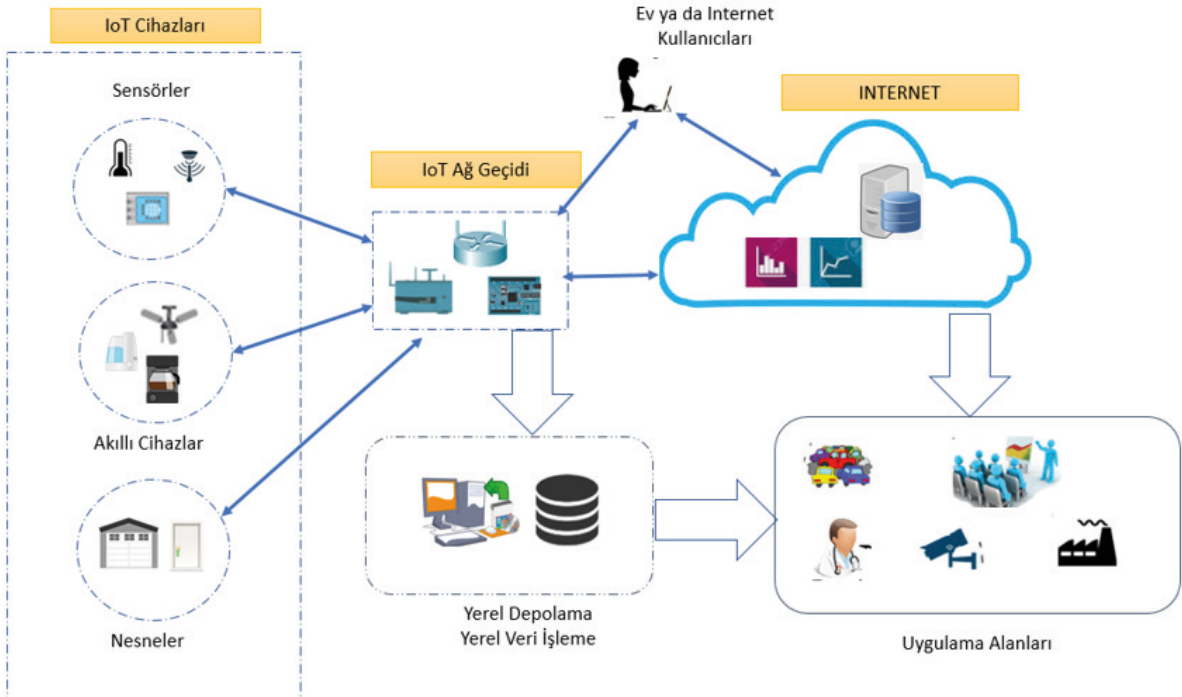 IoT Cihazları
Sensörler
Akıllı Cihazlar
Nesneler
IoT Ağ Geçidi
Ev ya da Internet
Kullanıcıları
INTERNET
Yerel Depolama
Yerel Veri İşleme
Uygulama Alanları